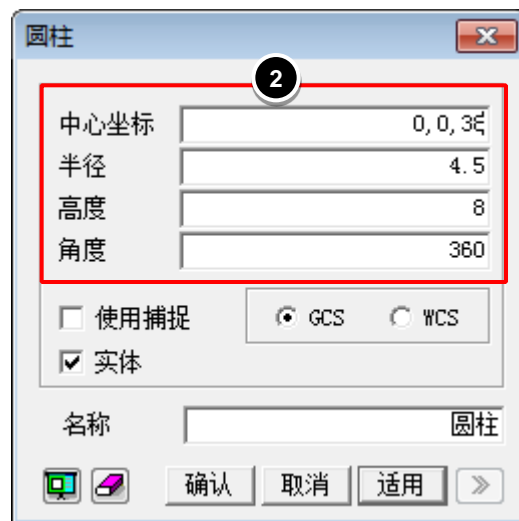 圆柱
2
中心坐标 0, 0, 3
半径 4.5
高度 8
角度 360
使用捕捉 GCS WCS
实体
名称 圆柱
确认 取消 适用